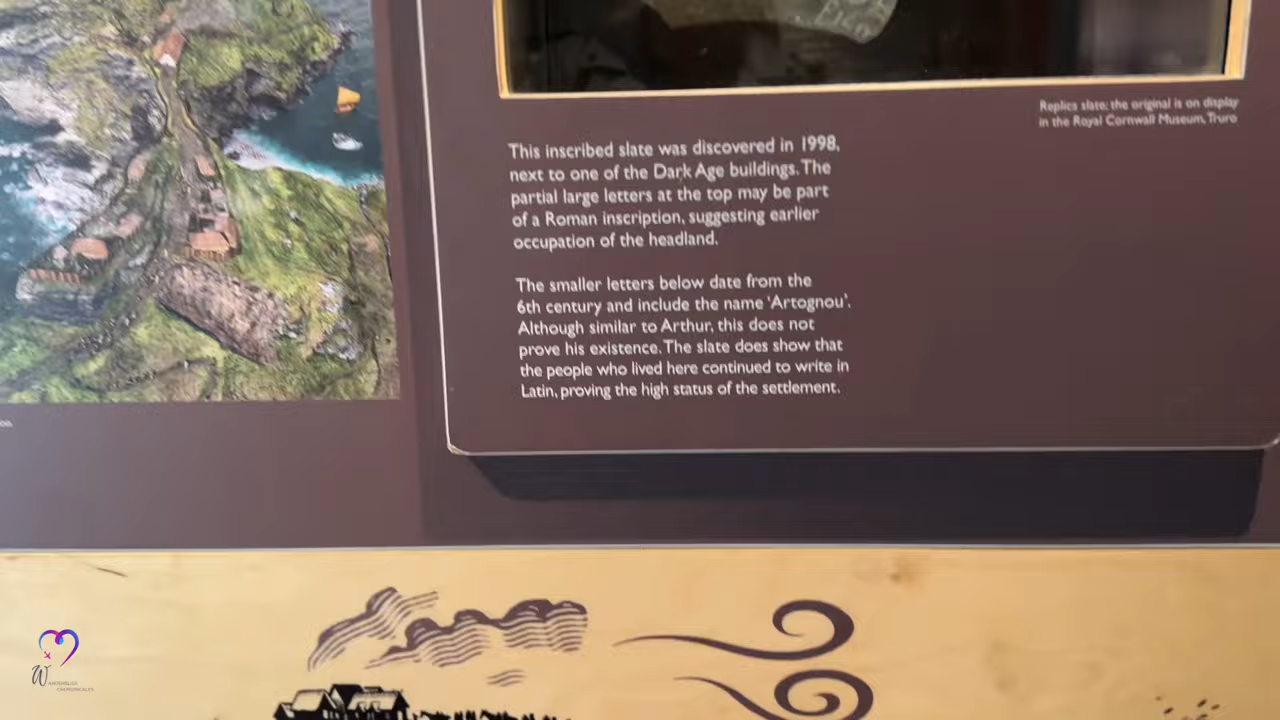 Replica slate; the original is on display
in the Royal Cornwall Museum, Truro
This inscribed slate was discovered in 1998,
next to one of the Dark Age buildings. The
partial large letters at the top may be part
of a Roman inscription, suggesting earlier
occupation of the headland.
The smaller letters below date from the
6th century and include the name ‘Artognou’.
Although similar to Arthur, this does not
prove his existence. The slate does show that
the people who lived here continued to write in
Latin, proving the high status of the settlement.